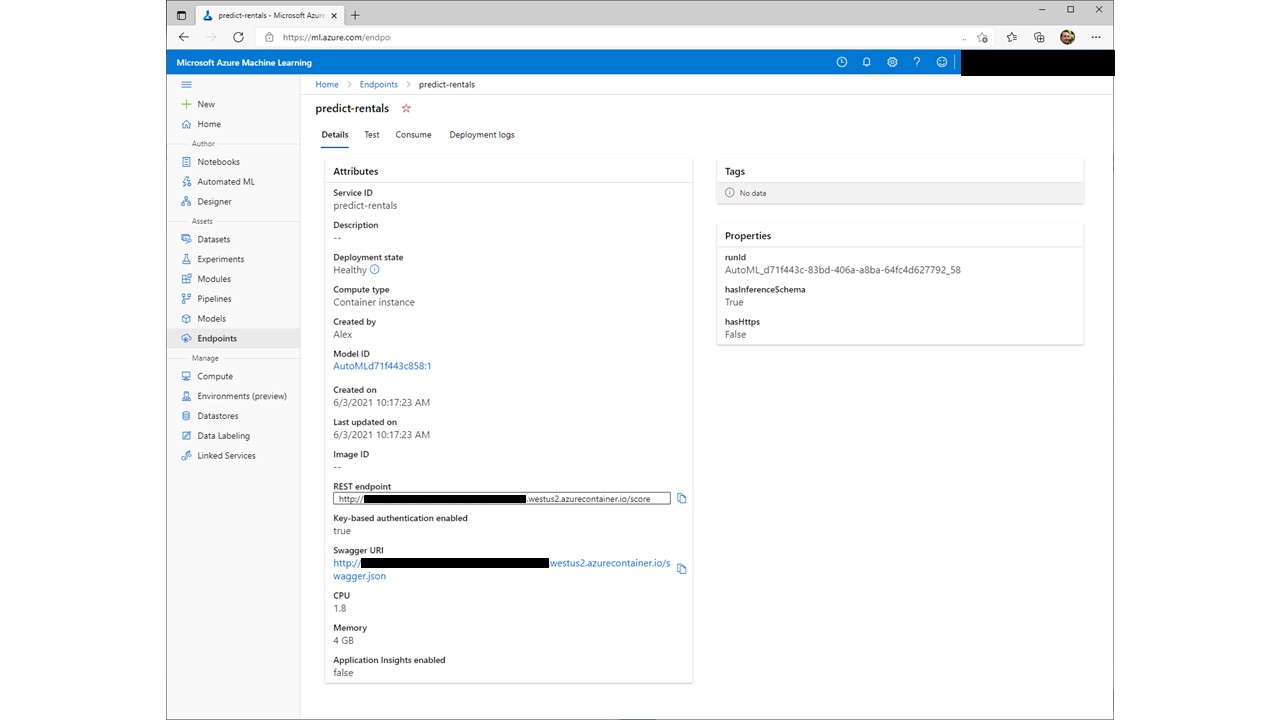 predict-rentals - Microsoft Azure
https://ml.azure.com/endpoi
Microsoft Azure Machine Learning
New
Home
Author
Notebooks
Automated ML
Designer
Assets
Datasets
Experiments
Modules
Pipelines
Models
Endpoints
Manage
Compute
Environments (preview)
Datastores
Data Labeling
Linked Services
Home > Endpoints > predict-rentals
predict-rentals
Details Test Consume Deployment logs
Attributes
Service ID
predict-rentals
Description
--
Deployment state
Healthy
Compute type
Container instance
Created by
Alex
Model ID
AutoMLd71f443c858:1
Created on
6/3/2021 10:17:23 AM
Last updated on
6/3/2021 10:17:23 AM
Image ID
--
REST endpoint
http:// .westus2.azurecontainer.io/score
Key-based authentication enabled
true
Swagger URI
http:// westus2.azurecontainer.io/s
wagger.json
CPU
1.8
Memory
4 GB
Application Insights enabled
false
Tags
No data
Properties
runId
AutoML_d71f443c-83bd-406a-a8ba-64fc4d627792_58
hasInferenceSchema
True
hasHttps
False